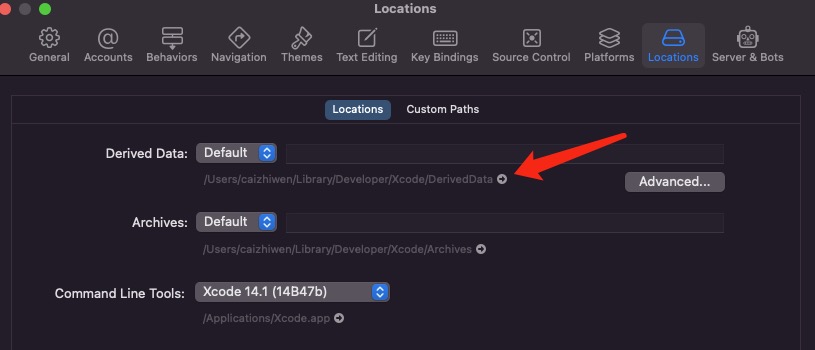 Locations
General Accounts Behaviors Navigation Themes Text Editing Key Bindings Source Control Platforms Locations Server & Bots
Locations Custom Paths
Derived Data: Default
/Users/caizhiwen/Library/Developer/Xcode/DerivedData
Advanced...
Archives: Default
/Users/caizhiwen/Library/Developer/Xcode/Archives
Command Line Tools: Xcode 14.1 (14B47b)
/Applications/Xcode.app